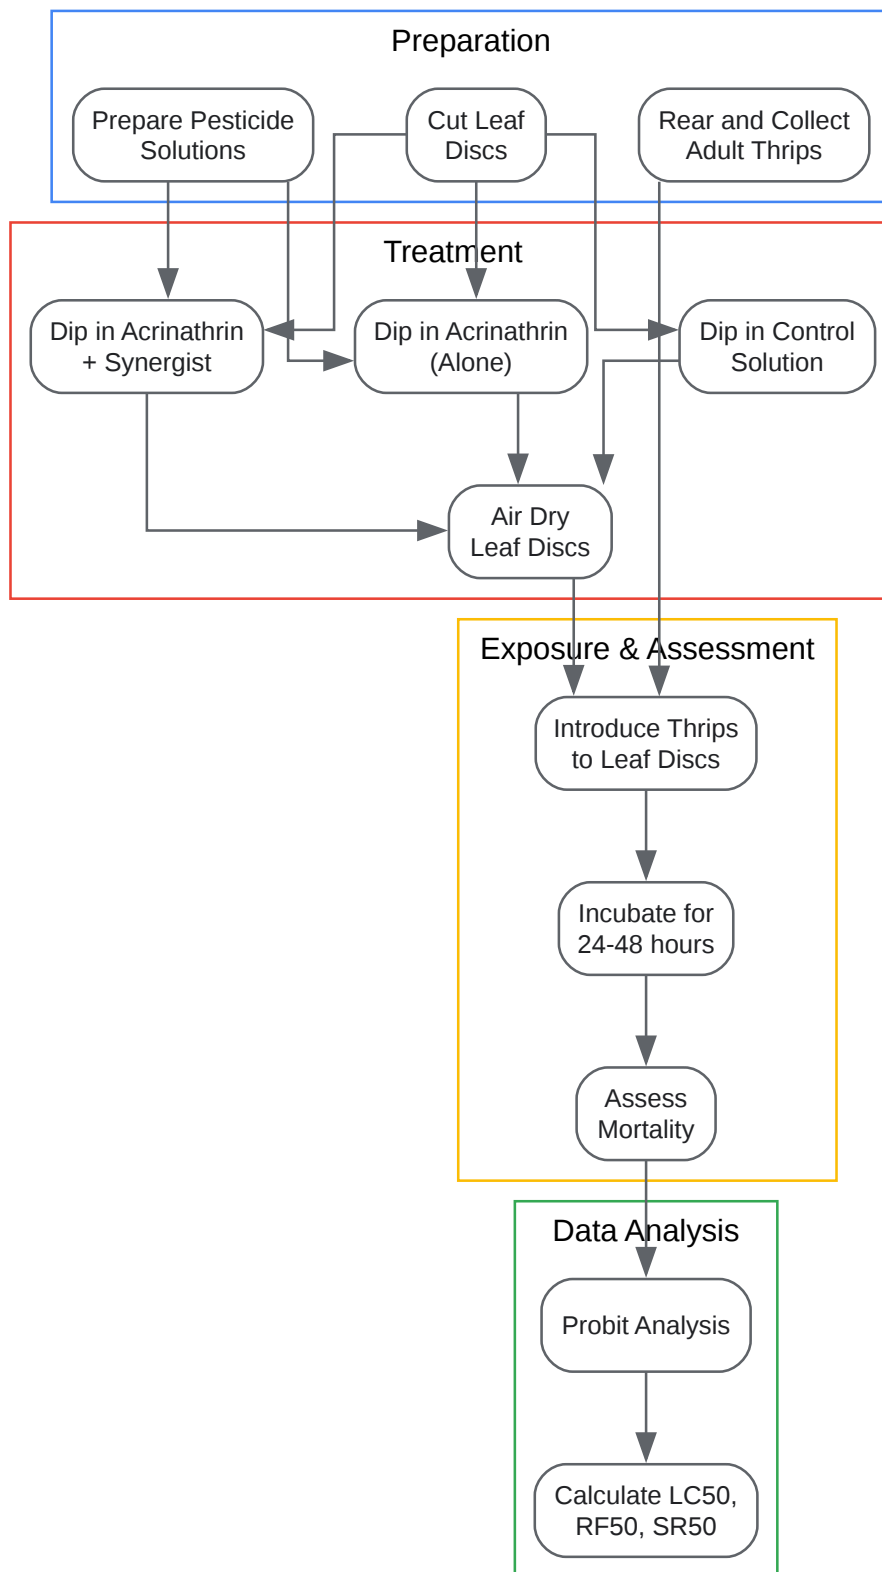 Preparation
Prepare Pesticide
Solutions
Cut Leaf
Discs
Rear and Collect
Adult Thrips
Treatment
Dip in Acrinathrin
+ Synergist
Dip in Acrinathrin
(Alone)
Dip in Control
Solution
Air Dry
Leaf Discs
Exposure & Assessment
Introduce Thrips
to Leaf Discs
Incubate for
24-48 hours
Assess
Mortality
Data Analysis
Probit Analysis
Calculate LC50,
RF50, SR50